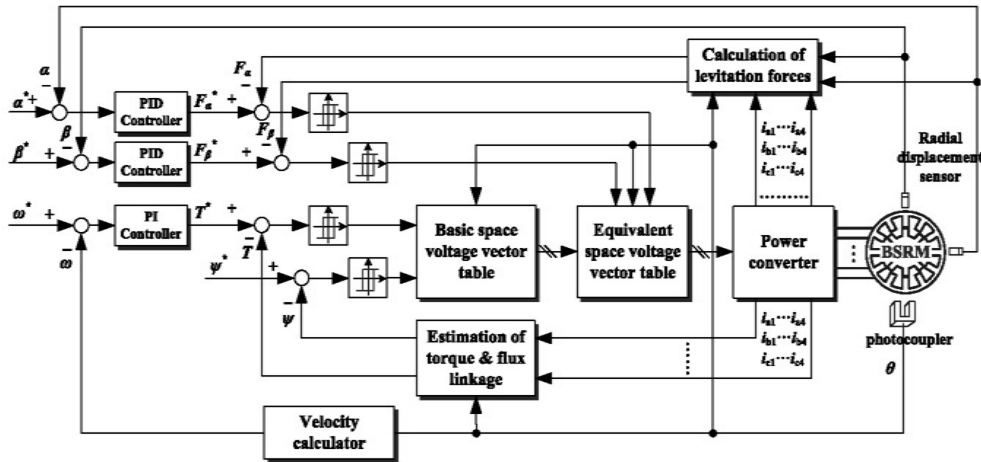 α
−
α* +
PID
Controller
Fα*
+
Fα
−
Calculation of
levitation forces
β
β*
+
−
PID
Controller
Fβ*
+
Fβ
−
ia1···ia4
ib1···ib4
ic1···ic4
Radial
displacement
sensor
ω*
+
−
ω
PI
Controller
T*
+
−
T
Basic space
voltage vector
table
Equivalent
space voltage
vector table
Power
converter
BSRM
ψ*
+
−
ψ
Estimation of
torque & flux
linkage
ia1···ia4
ib1···ib4
ic1···ic4
photocoupler
θ
Velocity
calculator